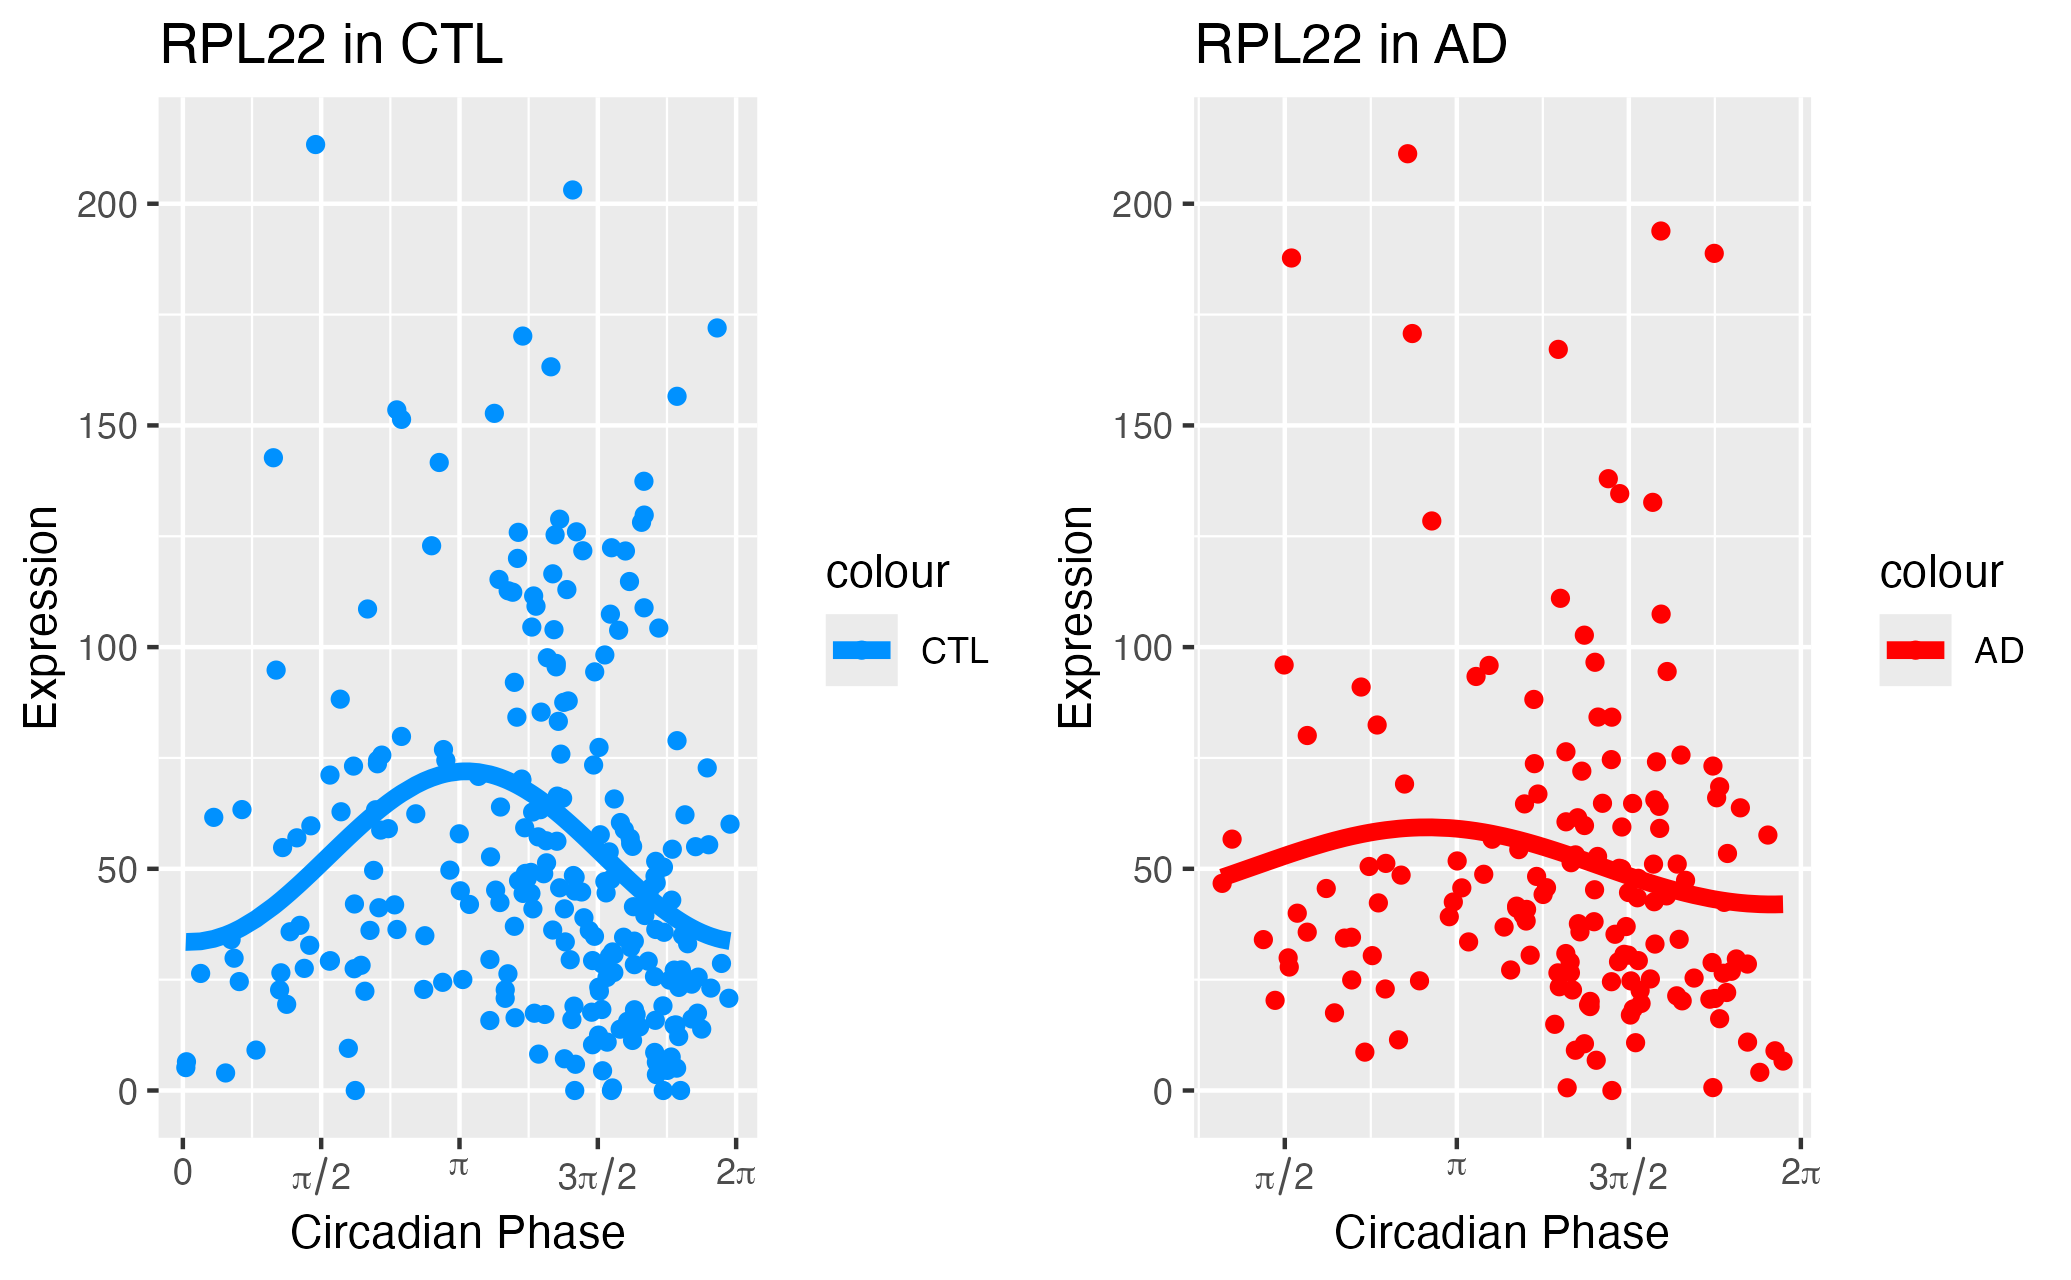 RPL22 in CTL
200
150
100
50
0
Expression
0 π/2 π 3π/2 2π
Circadian Phase
colour
CTL
RPL22 in AD
200
150
100
50
0
Expression
π/2 π 3π/2 2π
Circadian Phase
colour
AD